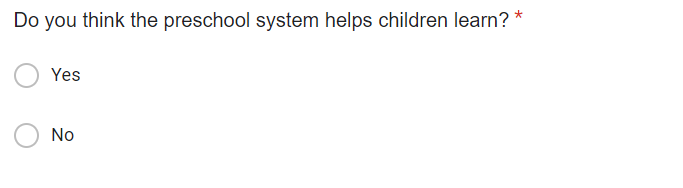 Do you think the preschool system helps children learn? *
Yes
No